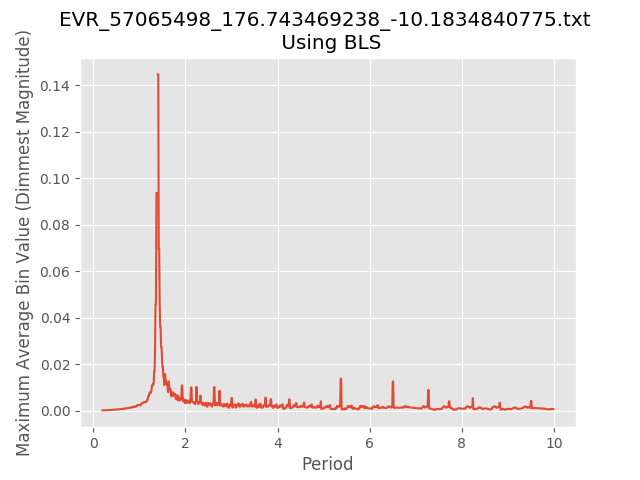 EVR_57065498_176.743469238_-10.1834840775.txt
Using BLS
Maximum Average Bin Value (Dimmest Magnitude)
0.14
0.12
0.10
0.08
0.06
0.04
0.02
0.00
0 2 4 6 8 10
Period